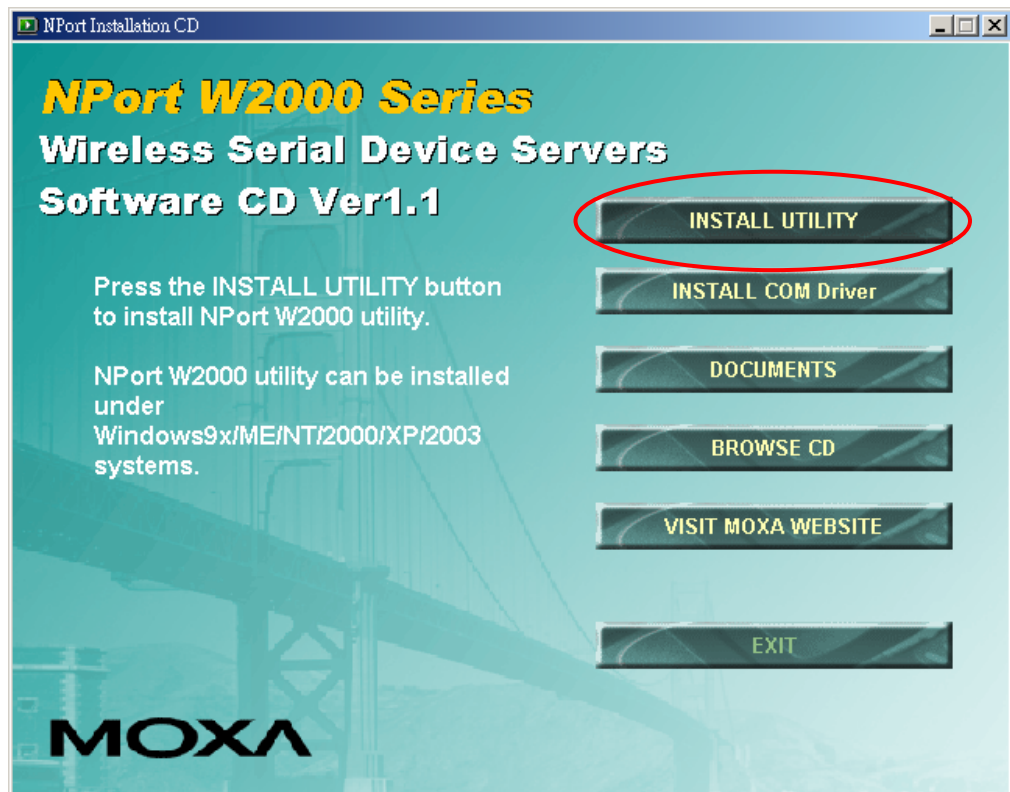 NPort Installation CD
NPort W2000 Series
Wireless Serial Device Servers
Software CD Ver1.1
INSTALL UTILITY
Press the INSTALL UTILITY button
to install NPort W2000 utility.
NPort W2000 utility can be installed
under
Windows9x/ME/NT/2000/XP/2003
systems.
INSTALL COM Driver
DOCUMENTS
BROWSE CD
VISIT MOXA WEBSITE
EXIT
MOXA